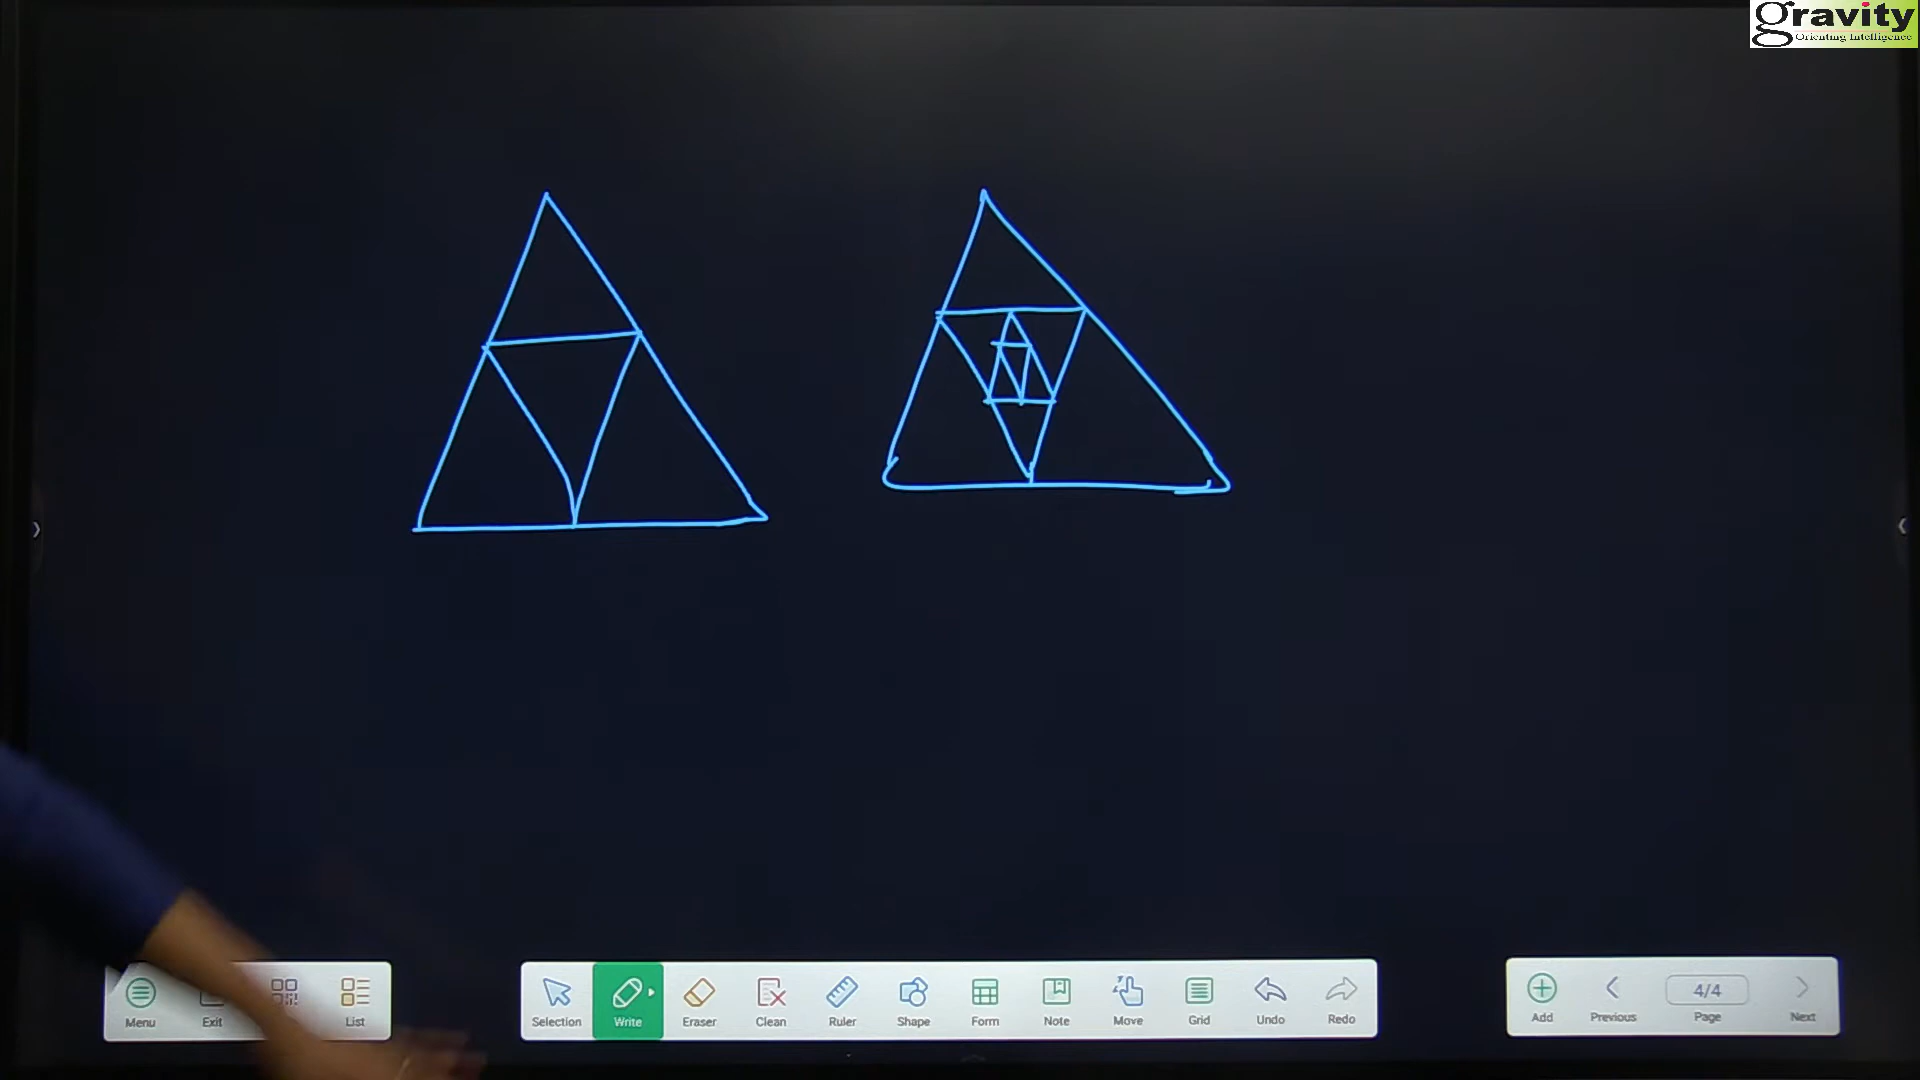 gravity
Orienting Intelligence
Menu
Exit
List
Selection
Write
Eraser
Clean
Ruler
Shape
Form
Note
Move
Grid
Undo
Redo
Add
Previous
4/4
Page
Next